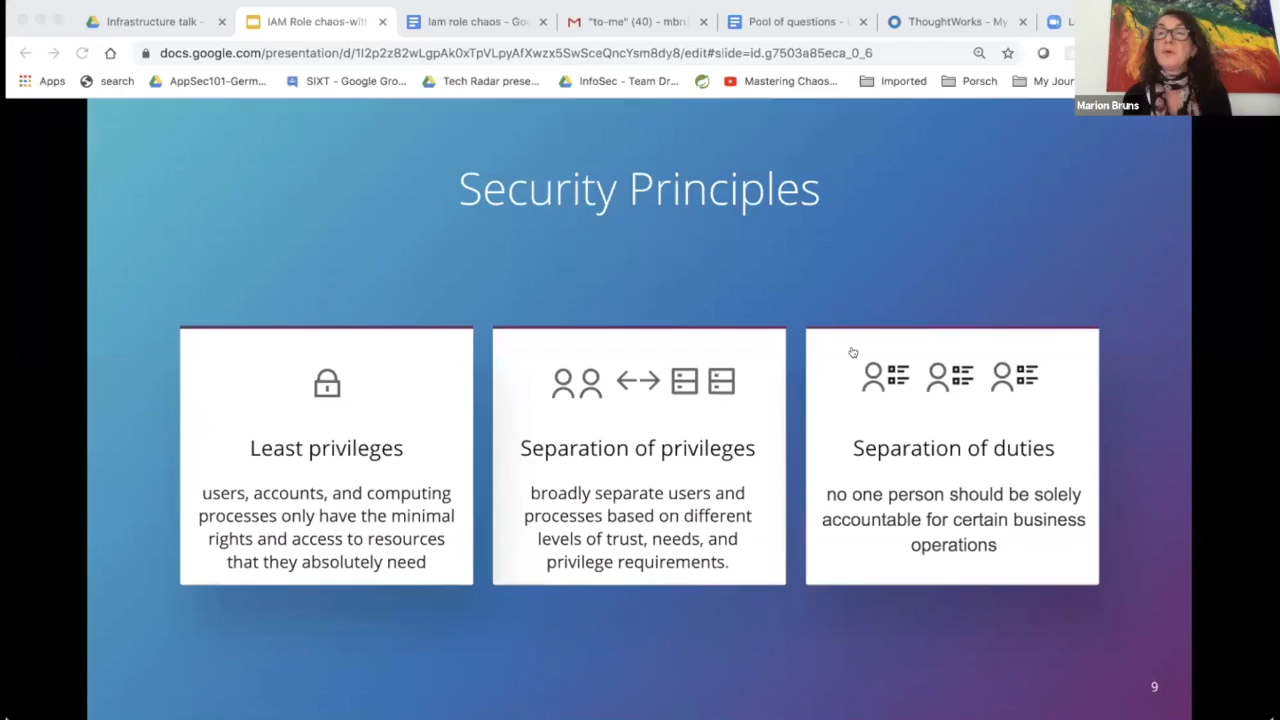 Infrastructure talk -
IAM Role chaos-with
Iam role chaos - Goo
"to-me" (40) - mbru
Pool of questions -
ThoughtWorks - My
docs.google.com/presentation/d/1I2p2z82wLgpAk0xTpVLpyAfXwzx5SwSceQncYsm8dy8/edit#slide=id.g7503a85eca_0_6
Apps
search
AppSec101-Germ...
SIXT - Google Gro...
Tech Radar prese...
InfoSec - Team Dr...
Mastering Chaos...
Imported
Porsch
My Jour
Marion Bruns
Security Principles
Least privileges
users, accounts, and computing
processes only have the minimal
rights and access to resources
that they absolutely need
Separation of privileges
broadly separate users and
processes based on different
levels of trust, needs, and
privilege requirements.
Separation of duties
no one person should be solely
accountable for certain business
operations
9